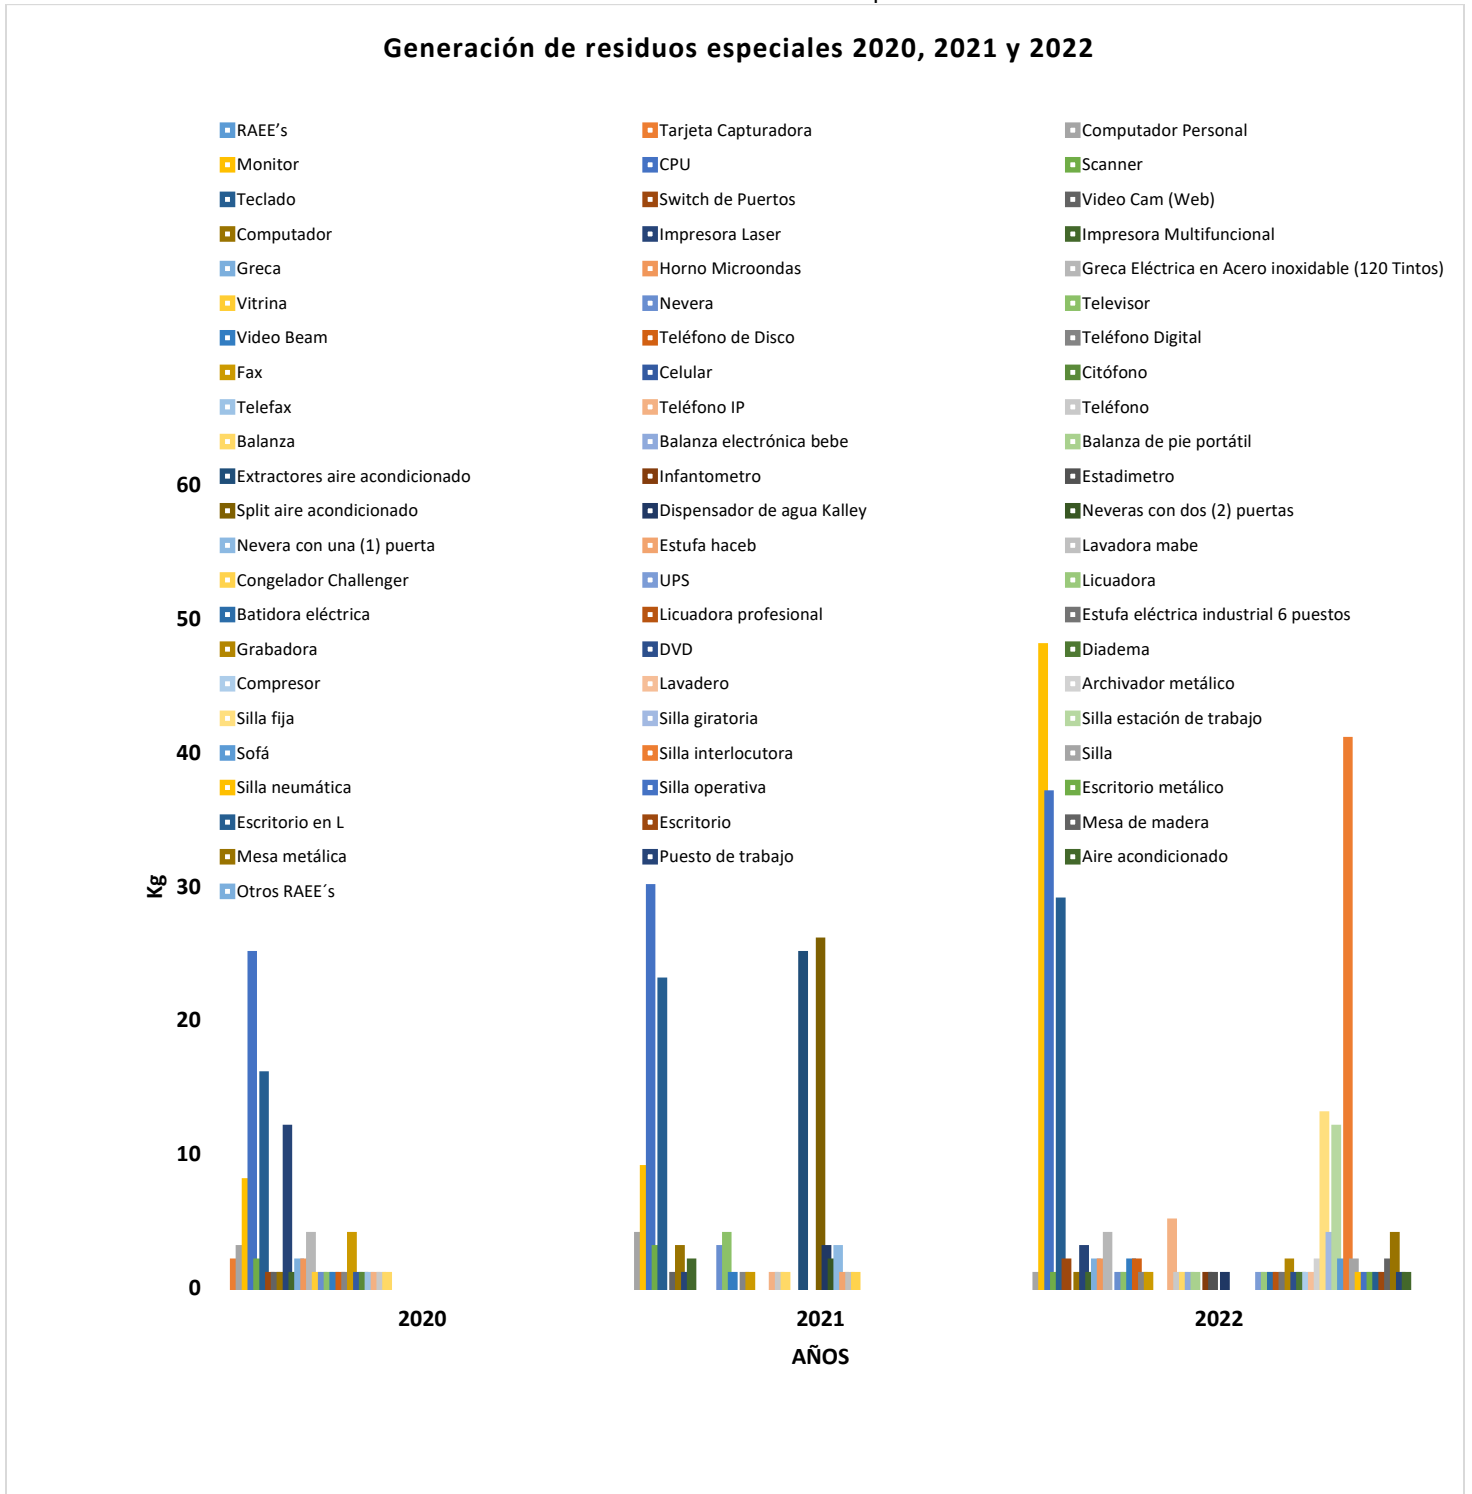 Generación de residuos especiales 2020, 2021 y 2022
RAEE's Tarjeta Capturadora Computador Personal
Monitor CPU Scanner
Teclado Switch de Puertos Video Cam (Web)
Computador Impresora Laser Impresora Multifuncional
Greca Horno Microondas Greca Eléctrica en Acero inoxidable (120 Tintos)
Vitrina Nevera Televisor
Video Beam Teléfono de Disco Teléfono Digital
Fax Celular Citófono
Telefax Teléfono IP Teléfono
Balanza Balanza electrónica bebe Balanza de pie portátil
Extractores aire acondicionado Infantometro Estadimetro
60
Split aire acondicionado Dispensador de agua Kalley Neveras con dos (2) puertas
Nevera con una (1) puerta Estufa haceb Lavadora mabe
Congelador Challenger UPS Licuadora
50 Batidora eléctrica Licuadora profesional Estufa eléctrica industrial 6 puestos
Grabadora DVD Diadema
Compresor Lavadero Archivador metálico
Silla fija Silla giratoria Silla estación de trabajo
40 Sofá Silla interlocutora Silla
Silla neumática Silla operativa Escritorio metálico
Escritorio en L Escritorio Mesa de madera
Mesa metálica Puesto de trabajo Aire acondicionado
Kg 30 Otros RAEE´s
20
10
0
2020 2021 2022
AÑOS